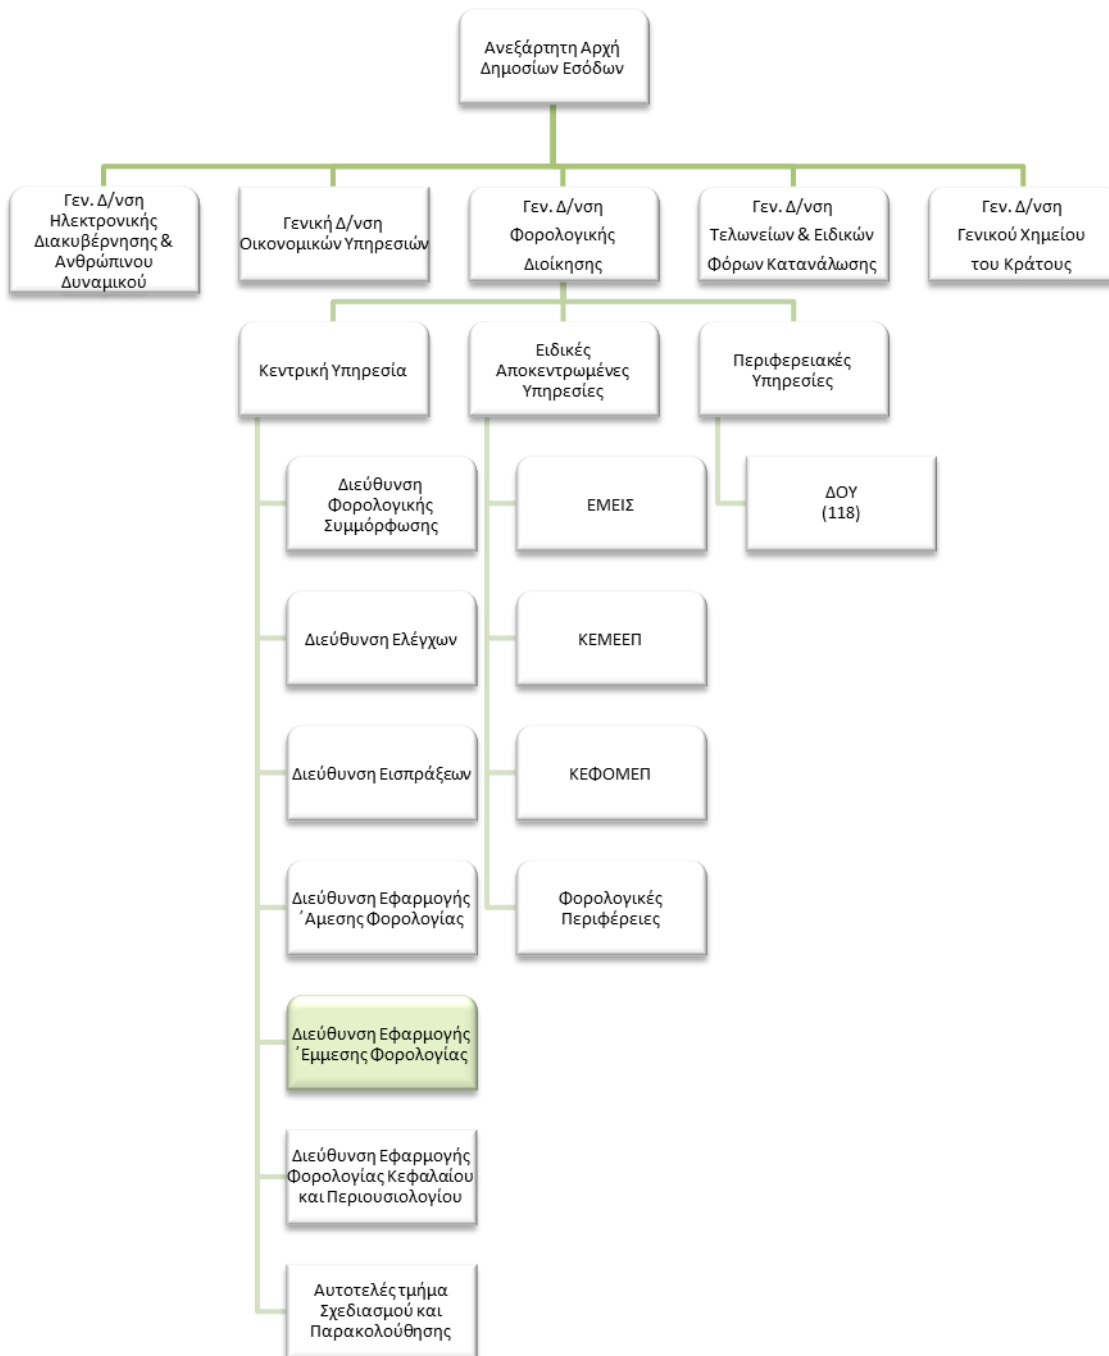 Ανεξάρτητη Αρχή
Δημοσίων Εσόδων
Γεν. Δ/νση
Ηλεκτρονικής
Διακυβέρνησης &
Ανθρώπινου
Δυναμικού
Γενική Δ/νση
Οικονομικών Υπηρεσιών
Γεν. Δ/νση
Φορολογικής
Διοίκησης
Γεν. Δ/νση
Τελωνείων & Ειδικών
Φόρων Κατανάλωσης
Γεν. Δ/νση
Γενικού Χημείου
του Κράτους
Κεντρική Υπηρεσία
Ειδικές
Αποκεντρωμένες
Υπηρεσίες
Περιφερειακές
Υπηρεσίες
Διεύθυνση
Φορολογικής
Συμμόρφωσης
ΕΜΕΙΣ
ΔΟΥ
(118)
Διεύθυνση Ελέγχων
ΚΕΜΕΕΠ
Διεύθυνση Εισπράξεων
ΚΕΦΟΜΕΠ
Διεύθυνση Εφαρμογής
΄Αμεσης Φορολογίας
Φορολογικές
Περιφέρειες
Διεύθυνση Εφαρμογής
΄Εμμεσης Φορολογίας
Διεύθυνση Εφαρμογής
Φορολογίας Κεφαλαίου
και Περιουσιολογίου
Αυτοτελές τμήμα
Σχεδιασμού και
Παρακολούθησης